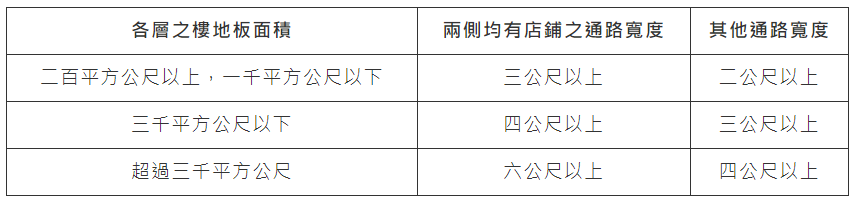 各層之樓地板面積 兩側均有店鋪之通路寬度 其他通路寬度
二百平方公尺以上，一千平方公尺以下 三公尺以上 二公尺以上
三千平方公尺以下 四公尺以上 三公尺以上
超過三千平方公尺 六公尺以上 四公尺以上